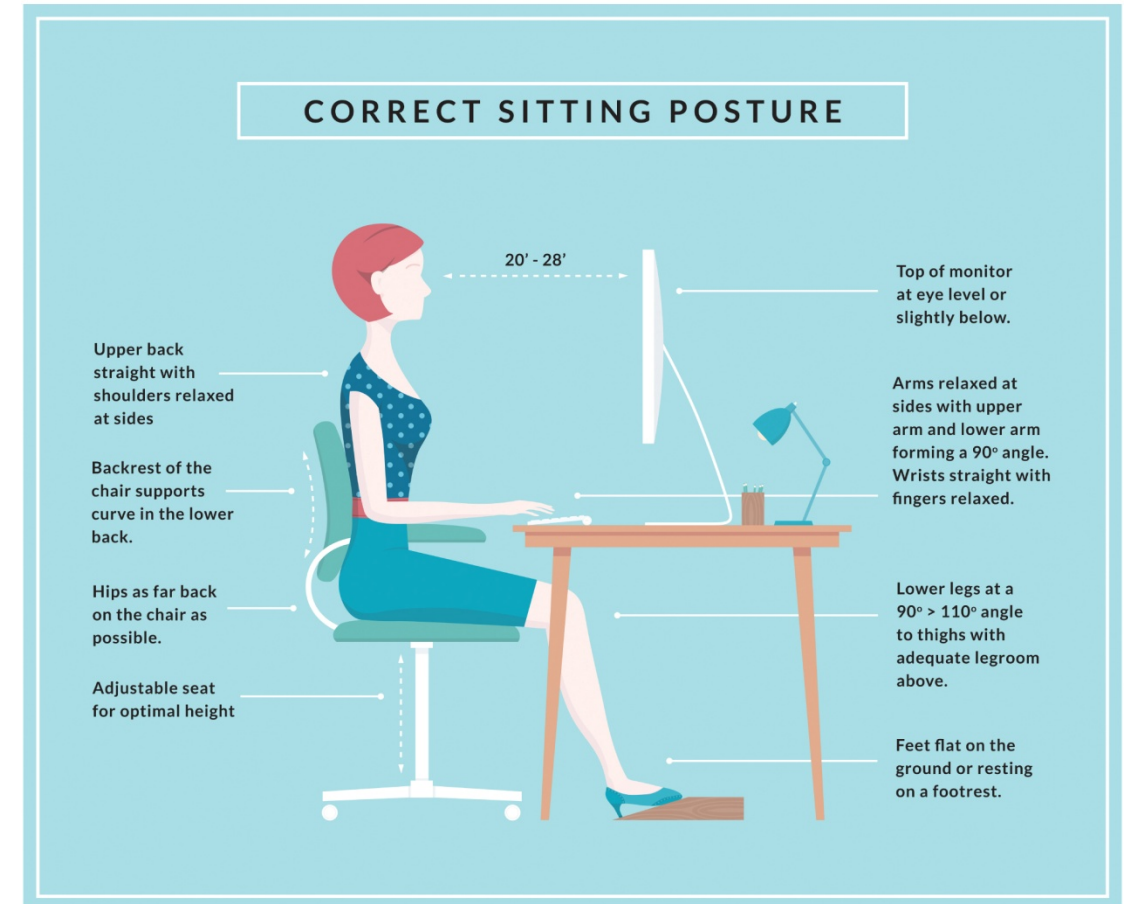 CORRECT SITTING POSTURE
20’ - 28’
Upper back
straight with
shoulders relaxed
at sides
Backrest of the
chair supports
curve in the lower
back.
Hips as far back
on the chair as
possible.
Adjustable seat
for optimal height
Top of monitor
at eye level or
slightly below.
Arms relaxed at
sides with upper
arm and lower arm
forming a 90º angle.
Wrists straight with
fingers relaxed.
Lower legs at a
90º > 110º angle
to thighs with
adequate legroom
above.
Feet flat on the
ground or resting
on a footrest.